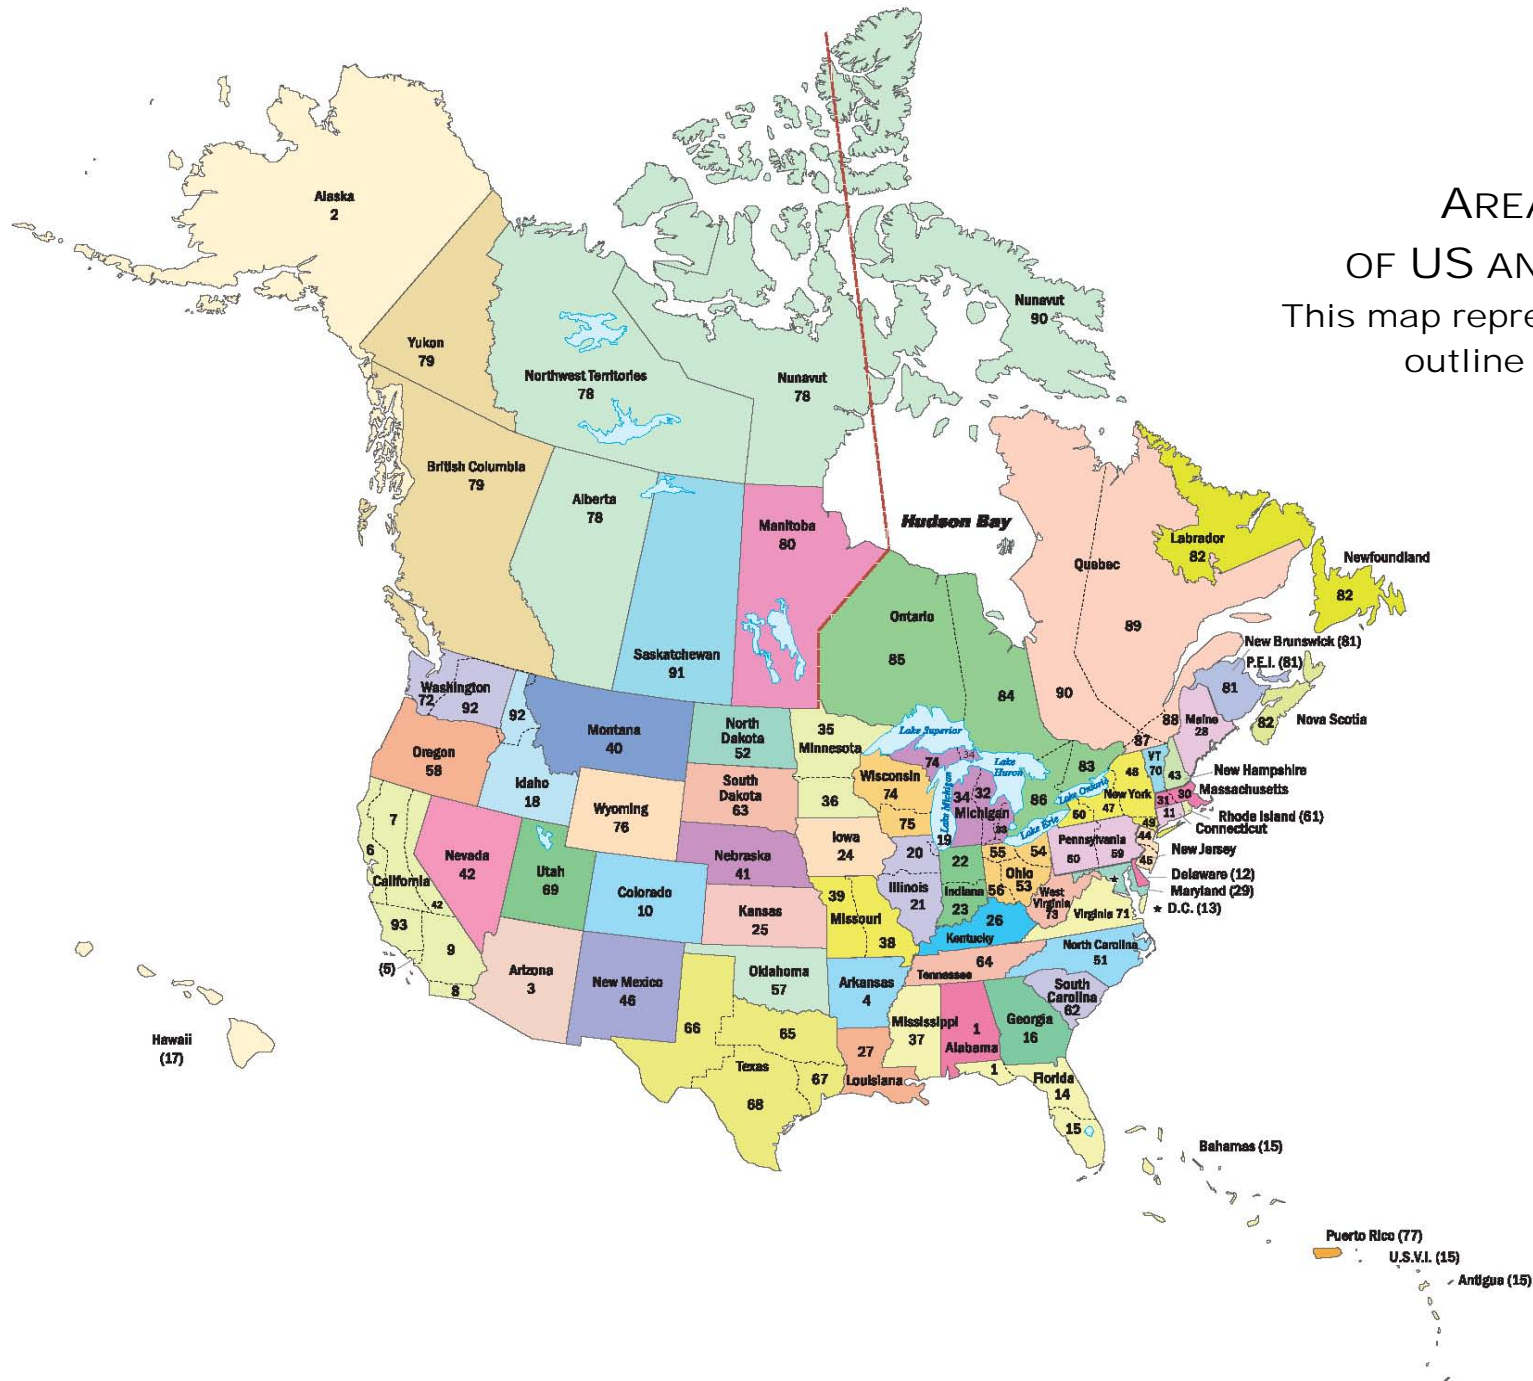 AREA
OF US AN
This map repre
outline
Alaska
2
Yukon
79
Northwest Territories
78
Nunavut
78
Nunavut
90
British Columbia
79
Alberta
78
Saskatchewan
91
Manitoba
80
Hudson Bay
Ontario
85
84
Quebec
89
90
88
87
Labrador
82
Newfoundland
82
New Brunswick (81)
P.E.I. (81)
81
82
Nova Scotia
Maine
28
Washington
72
92
92
Oregon
58
Idaho
18
Montana
40
North
Dakota
52
35
Minnesota
36
South
Dakota
63
Wyoming
76
Lake Superior
34
74
Lake
Huron
Lake Michigan
Wisconsin
74
75
34
32
Michigan
33
19
86
83
Lake Ontario
Lake Erie
48
New York
47
50
49
VT
70
43
New Hampshire
Massachusetts
31
30
11
Rhode Island (61)
Connecticut
44
45
New Jersey
Pennsylvania
60
59
Delaware (12)
Maryland (29)
★ D.C. (13)
7
6
California
42
93
9
(5)
8
Nevada
42
Utah
69
Colorado
10
Nebraska
41
Kansas
25
Iowa
24
39
Missouri
38
20
Illinois
21
22
Indiana
23
55
54
Ohio
56
53
West
Virginia
73
Virginia 71
26
Kentucky
64
Tennessee
North Carolina
51
South
Carolina
62
Arizona
3
New Mexico
46
Oklahoma
57
Arkansas
4
Mississippi
37
1
Alabama
Georgia
16
66
65
Texas
67
68
27
Louisiana
1
Florida
14
15
Hawaii
(17)
Bahamas (15)
Puerto Rico (77)
U.S.V.I. (15)
Antigua (15)